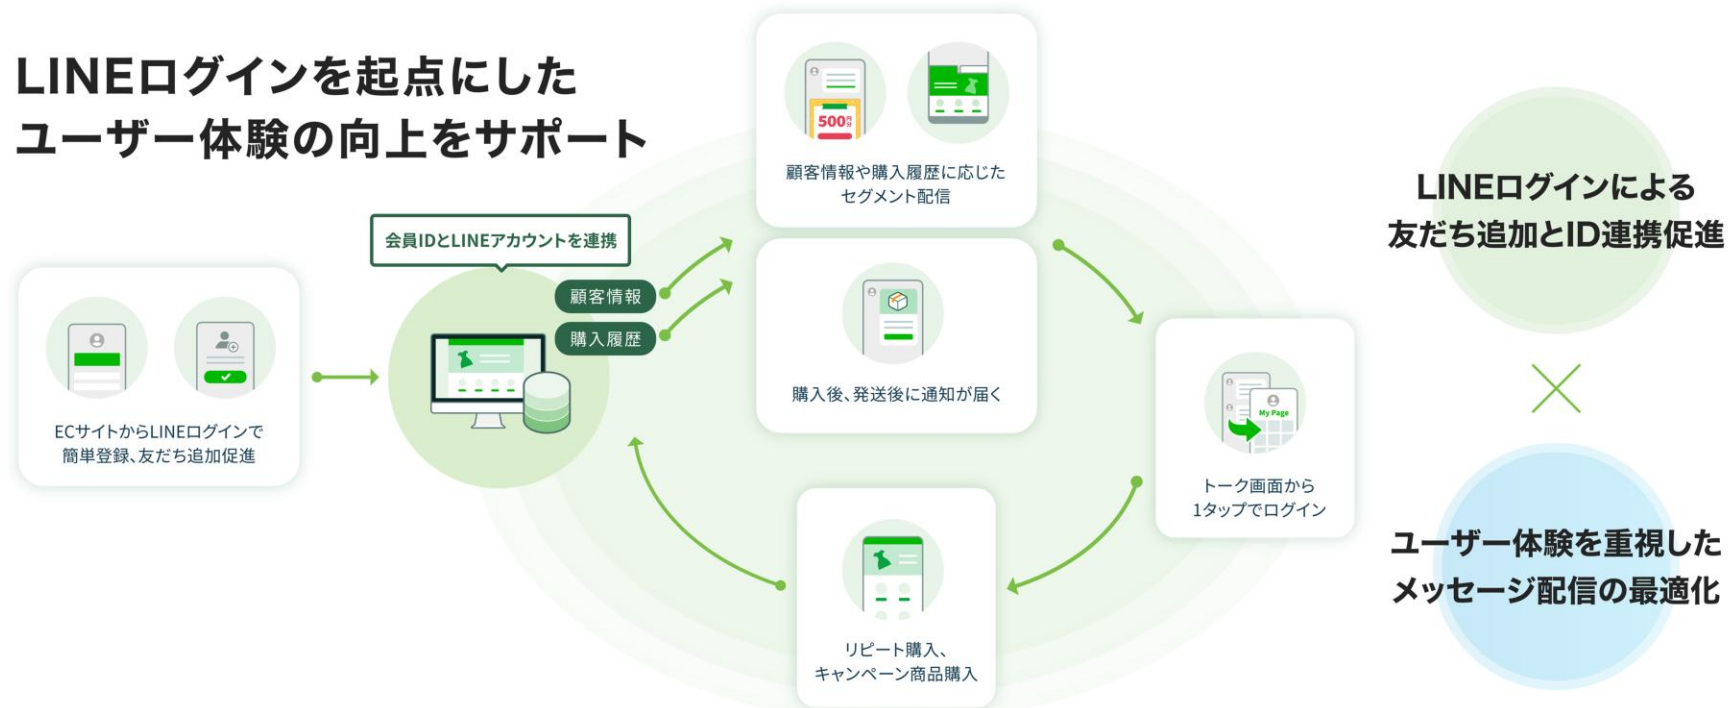 LINEログインを起点にした
ユーザー体験の向上をサポート
ECサイトからLINEログインで
簡単登録、友だち追加促進
会員IDとLINEアカウントを連携
顧客情報
購入履歴
500円分
顧客情報や購入履歴に応じた
セグメント配信
購入後、発送後に通知が届く
My Page
トーク画面から
1タップでログイン
リピート購入、
キャンペーン商品購入
LINEログインによる
友だち追加とID連携促進
×
ユーザー体験を重視した
メッセージ配信の最適化